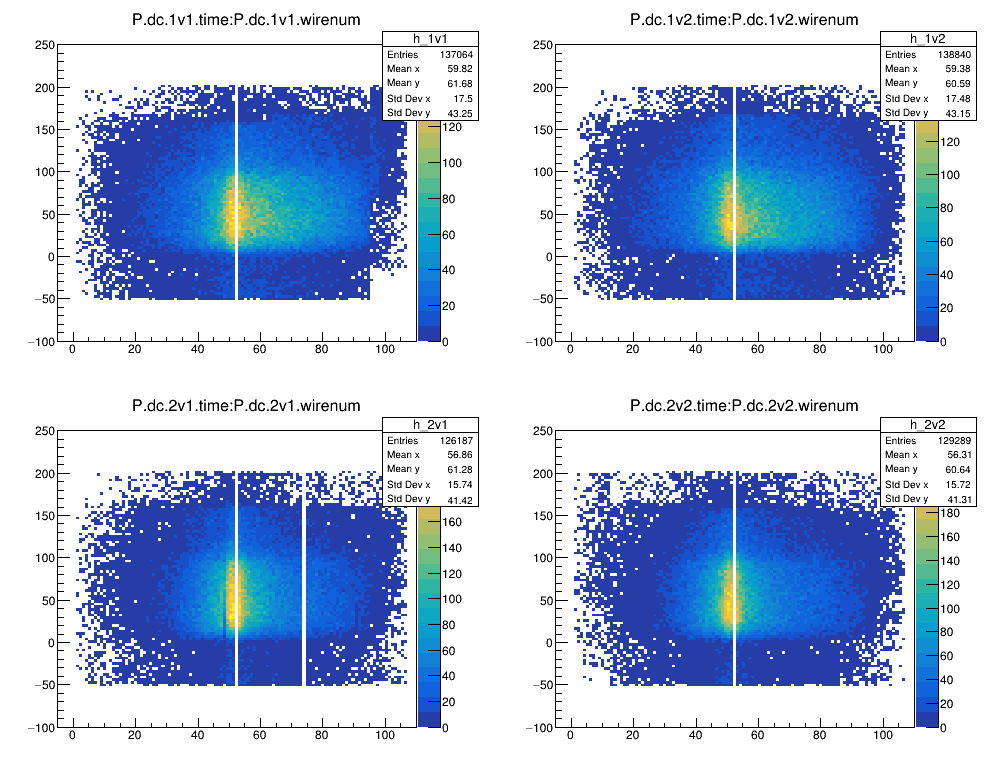 P.dc.1v1.time:P.dc.1v1.wirenum
h_1v1
Entries 137064
Mean x 59.82
Mean y 61.68
Std Dev x 17.5
Std Dev y 43.25
250
200
150
100
50
0
−50
−100
0 20 40 60 80 100
120
100
80
60
40
20
0
P.dc.1v2.time:P.dc.1v2.wirenum
h_1v2
Entries 138840
Mean x 59.38
Mean y 60.59
Std Dev x 17.48
Std Dev y 43.15
250
200
150
100
50
0
−50
−100
0 20 40 60 80 100
140
120
100
80
60
40
20
0
P.dc.2v1.time:P.dc.2v1.wirenum
h_2v1
Entries 126187
Mean x 56.86
Mean y 61.28
Std Dev x 15.74
Std Dev y 41.42
250
200
150
100
50
0
−50
−100
0 20 40 60 80 100
160
140
120
100
80
60
40
20
0
P.dc.2v2.time:P.dc.2v2.wirenum
h_2v2
Entries 129289
Mean x 56.31
Mean y 60.64
Std Dev x 15.72
Std Dev y 41.31
250
200
150
100
50
0
−50
−100
0 20 40 60 80 100
180
160
140
120
100
80
60
40
20
0